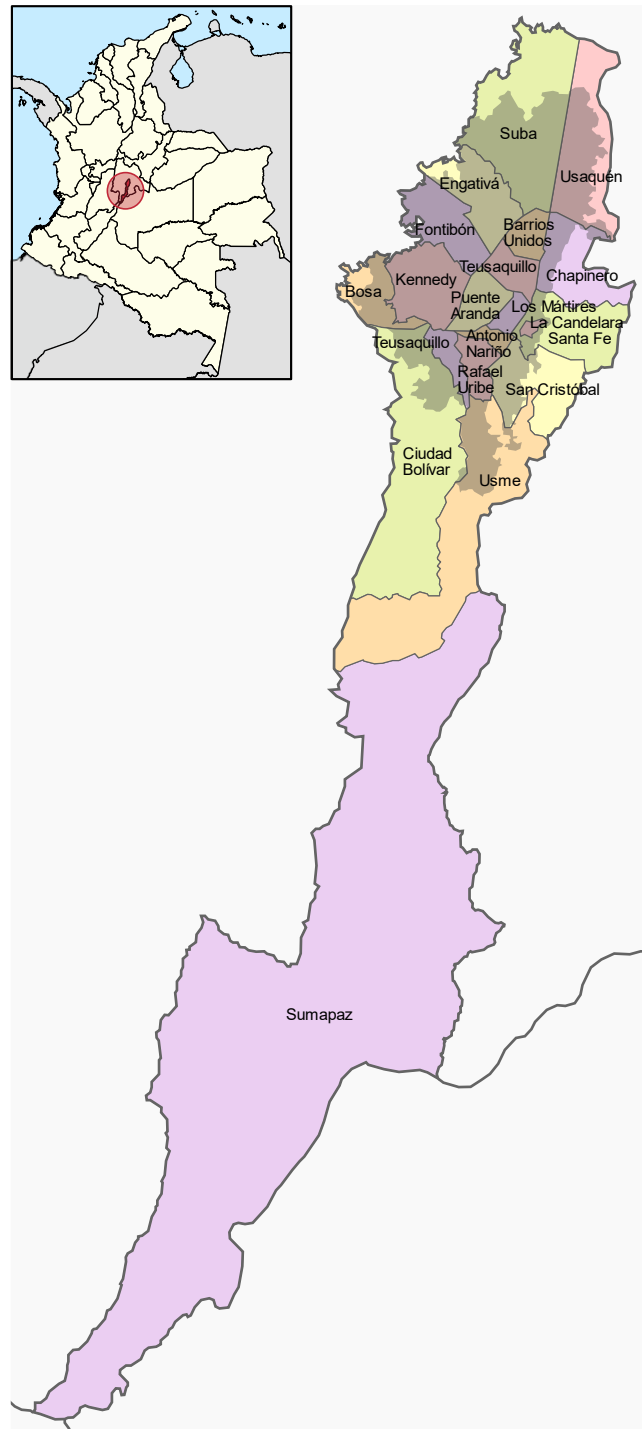 Suba
Usaquén
Engativá
Fontibón
Barrios
Unidos
Teusaquillo
Chapinero
Kennedy
Bosa
Puente
Aranda
Los Mártires
La Candelara
Santa Fe
Teusaquillo
Antonio
Nariño
Rafael
Uribe
San Cristóbal
Ciudad
Bolívar
Usme
Sumapaz